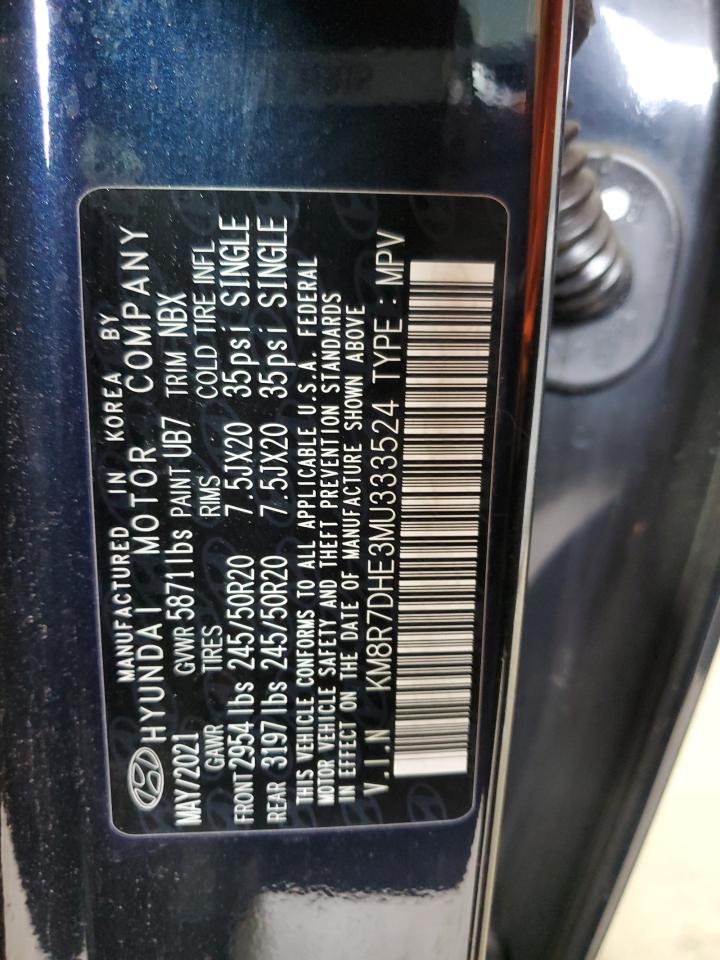 MANUFACTURED IN KOREA BY
HYUNDAI MOTOR COMPANY
MAY/2021 GVWR 5871lbs PAINT UB7 TRIM NBX
GAWR TIRES RIMS COLD TIRE INFL
FRONT 2954lbs 245/50R20 7.5JX20 35psi SINGLE
REAR 3197lbs 245/50R20 7.5JX20 35psi SINGLE
THIS VEHICLE CONFORMS TO ALL APPLICABLE U.S.A. FEDERAL
MOTOR VEHICLE SAFETY AND THEFT PREVENTION STANDARDS
IN EFFECT ON THE DATE OF MANUFACTURE SHOWN ABOVE
V.I.N KM8R7DHE3MU333524 TYPE : MPV